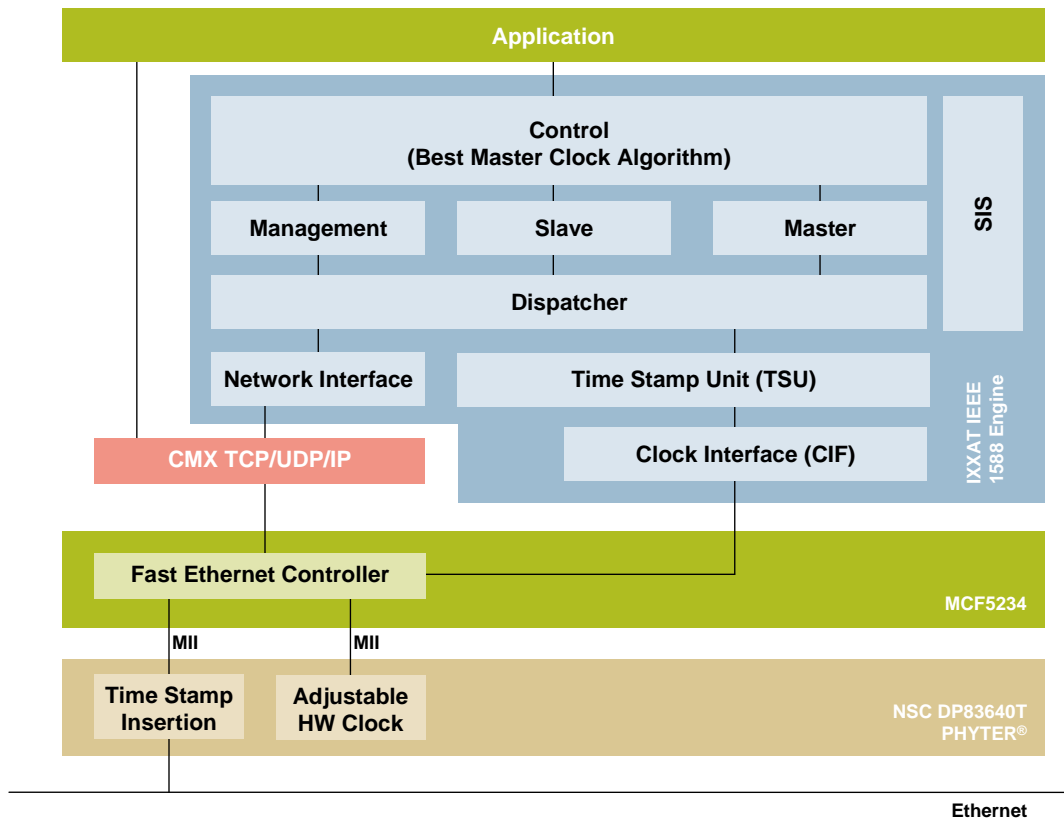 Application
Control
(Best Master Clock Algorithm)
SIS
Management
Slave
Master
Dispatcher
Network Interface
Time Stamp Unit (TSU)
IXXAT IEEE
1588 Engine
CMX TCP/UDP/IP
Clock Interface (CIF)
Fast Ethernet Controller
MCF5234
MII
MII
Time Stamp
Insertion
Adjustable
HW Clock
NSC DP83640T
PHYTER®
Ethernet